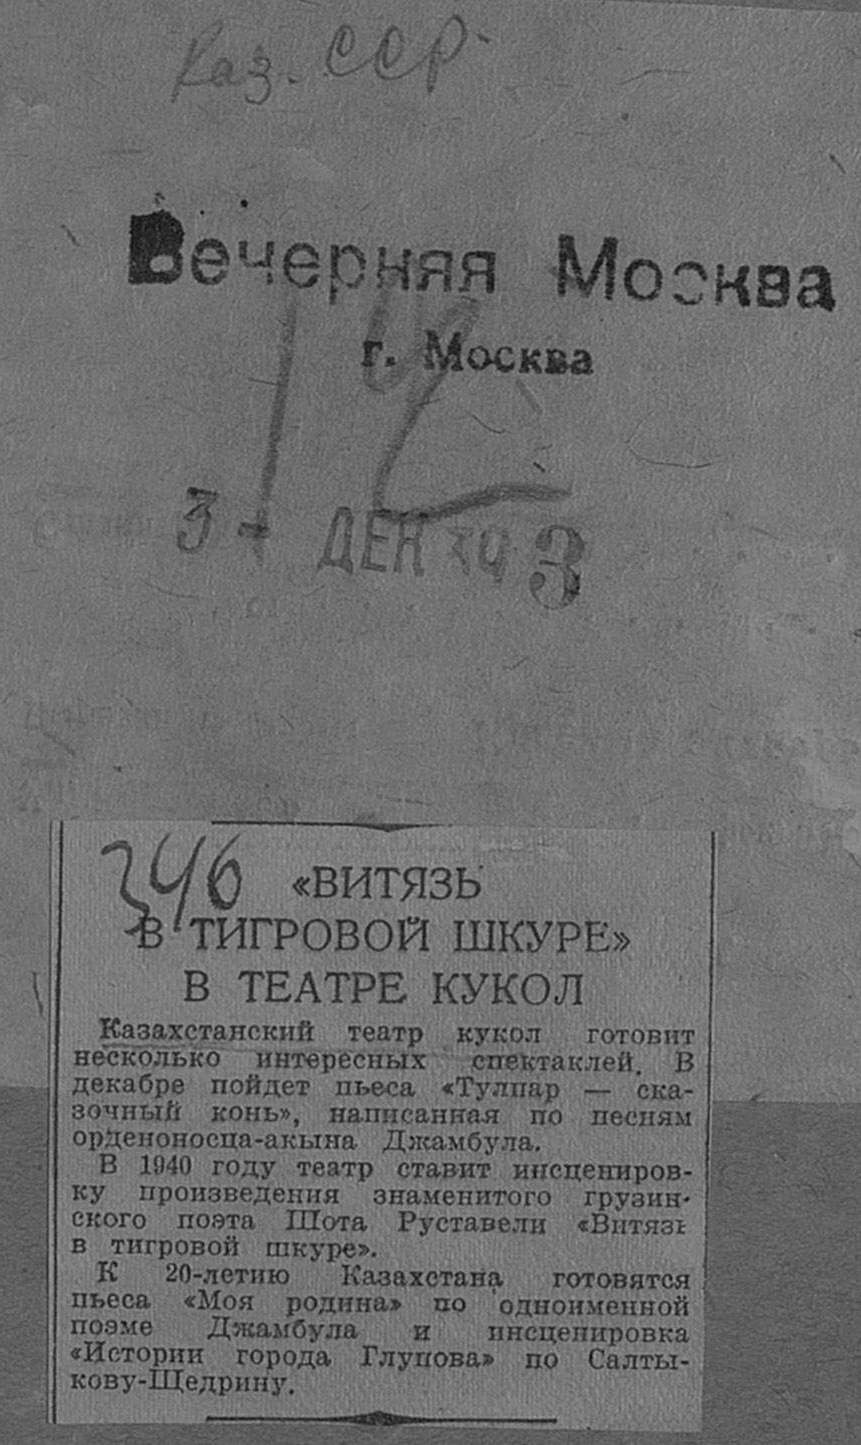 Каз. ССР.
Вечерняя Москва
г. Москва
3 - ДЕК
346
«ВИТЯЗЬ
В ТИГРОВОЙ ШКУРЕ»
В ТЕАТРЕ КУКОЛ
Казахстанский театр кукол готовит
несколько интересных спектаклей. В
декабре пойдет пьеса «Тулпар — ска-
зочный конь», написанная по песням
орденоносца-акына Джамбула.
В 1940 году театр ставит инсцениров-
ку произведения знаменитого грузин-
ского поэта Шота Руставели «Витязь
в тигровой шкуре».
К 20-летию Казахстана готовятся
пьеса «Моя родина» по одноименной
поэме Джамбула и инсценировка
«Истории города Глупова» по Салты-
кову-Щедрину.